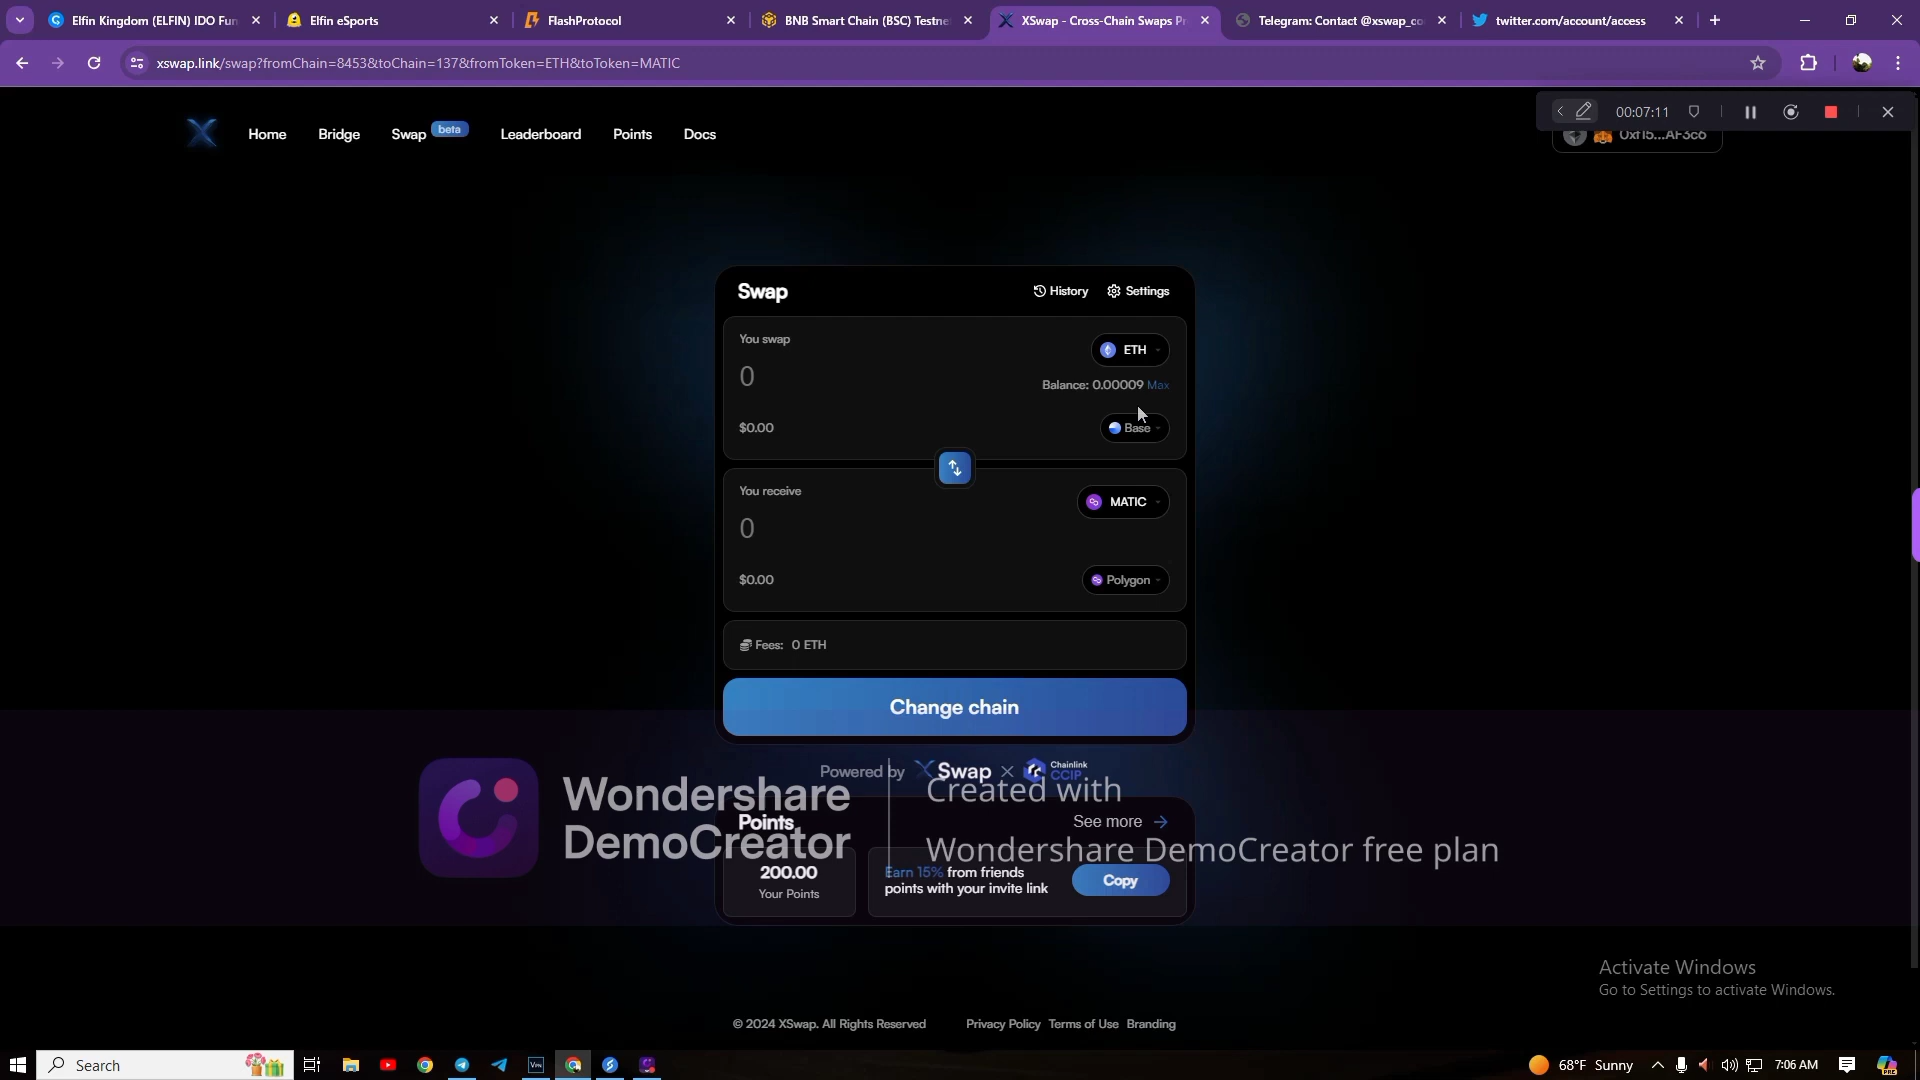 Elfin Kingdom (ELFIN) IDO Fun
Elfin eSports
FlashProtocol
BNB Smart Chain (BSC) Testne
XSwap - Cross-Chain Swaps P
Telegram: Contact @xswap_co
twitter.com/account/access
xswap.link/swap?fromChain=8453&toChain=137&fromToken=ETH&toToken=MATIC
00:07:11
Home
Bridge
Swap beta
Leaderboard
Points
Docs
0xf15...AF3c6
Swap
History
Settings
You swap
ETH
0
Balance: 0.00009 Max
$0.00
Base
You receive
MATIC
0
$0.00
Polygon
Fees: 0 ETH
Change chain
Powered by XSwap × Chainlink CCIP
Wondershare DemoCreator
Created with
Wondershare DemoCreator free plan
Points
See more
200.00
Your Points
Earn 15% from friends
points with your invite link
Copy
Activate Windows
Go to Settings to activate Windows.
© 2024 XSwap. All Rights Reserved
Privacy Policy
Terms of Use
Branding
Search
VPN
68°F Sunny
7:06 AM
PRE